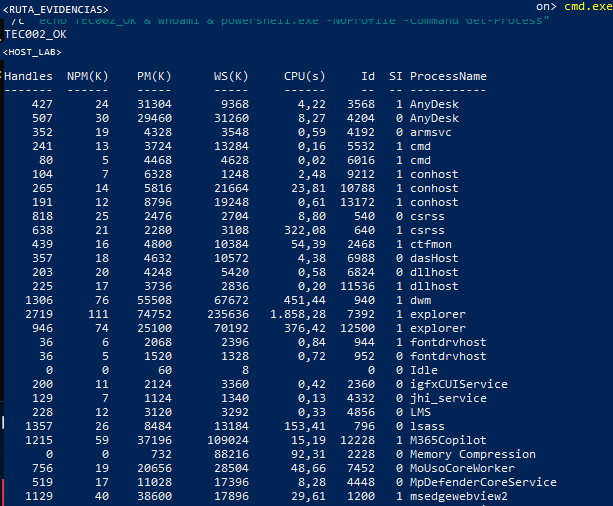 <RUTA_EVIDENCIAS> on> cmd.exe
/c "echo TEC002_OK & whoami & powershell.exe -NoProfile -Command Get-Process"
TEC002_OK
<HOST_LAB>
Handles NPM(K) PM(K) WS(K) CPU(s) Id SI ProcessName
------- ------ ----- ----- ------ -- -- -----------
427 24 31304 9368 4,22 3568 1 AnyDesk
507 30 29460 31260 8,27 4204 0 AnyDesk
352 19 4328 3548 0,59 4192 0 armsvc
241 13 3724 13284 0,16 5532 1 cmd
80 5 4468 4628 0,02 6016 1 cmd
104 7 6328 1248 2,48 9212 1 conhost
265 14 5816 21664 23,81 10788 1 conhost
191 12 8796 19248 0,61 13172 1 conhost
818 25 2476 2704 8,80 540 0 csrss
638 21 2280 3108 322,08 640 1 csrss
439 16 4800 10384 54,39 2468 1 ctfmon
357 18 4632 10572 4,38 6988 0 dasHost
203 20 4248 5420 0,58 6824 0 dllhost
225 17 3736 2836 0,20 11536 1 dllhost
1306 76 55508 67672 451,44 940 1 dwm
2719 111 74752 235636 1.858,28 7392 1 explorer
946 74 25100 70192 376,42 12500 1 explorer
36 6 2068 2396 0,84 944 1 fontdrvhost
36 5 1520 1328 0,72 952 0 fontdrvhost
0 0 60 8 0 0 Idle
200 11 2124 3360 0,42 2360 0 igfxCUIService
129 7 1124 1340 0,13 4332 0 jhi_service
228 12 3120 3292 0,33 4856 0 LMS
1357 26 8484 13184 153,41 796 0 lsass
1215 59 37196 109024 15,19 12228 1 M365Copilot
0 0 732 88216 92,31 2228 0 Memory Compression
756 19 20656 28504 48,66 7452 0 MoUsoCoreWorker
519 17 11028 17396 8,28 4448 0 MpDefenderCoreService
1129 40 38600 17896 29,61 1200 1 msedgewebview2